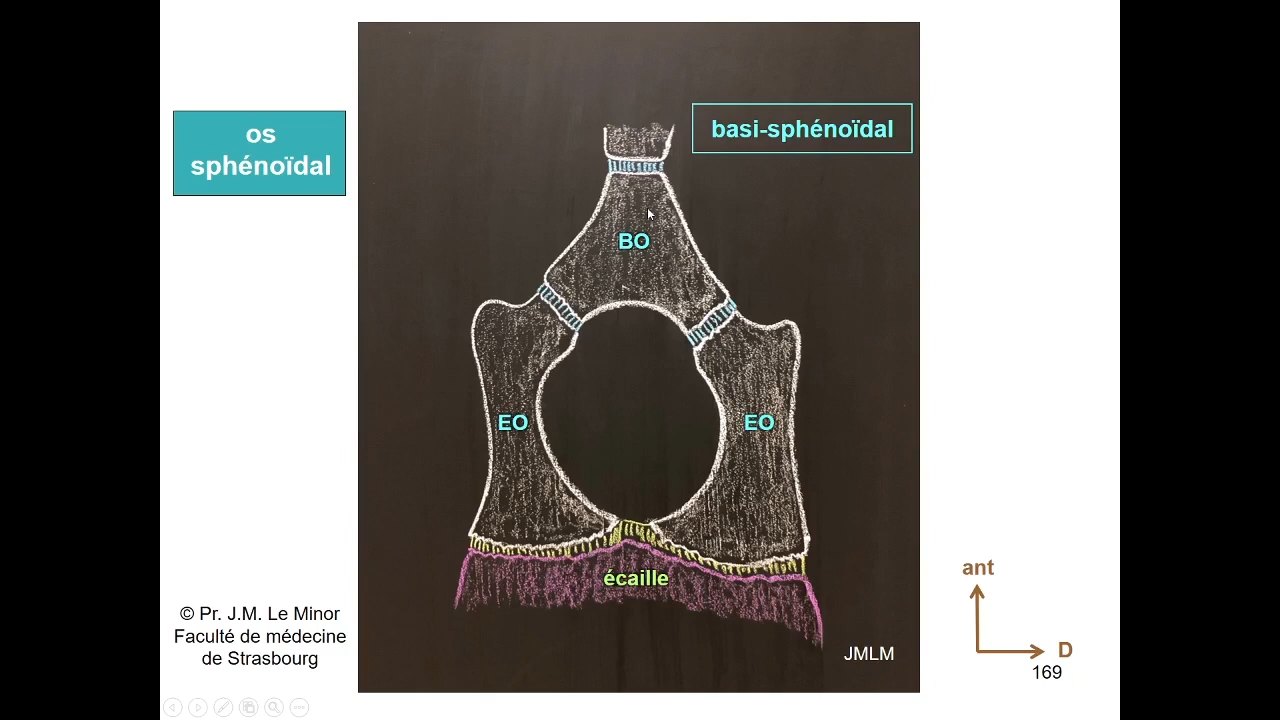 os
sphénoïdal
basi-sphénoïdal
BO
EO
EO
écaille
ant
D
© Pr. J.M. Le Minor
Faculté de médecine
de Strasbourg
JMLM
169